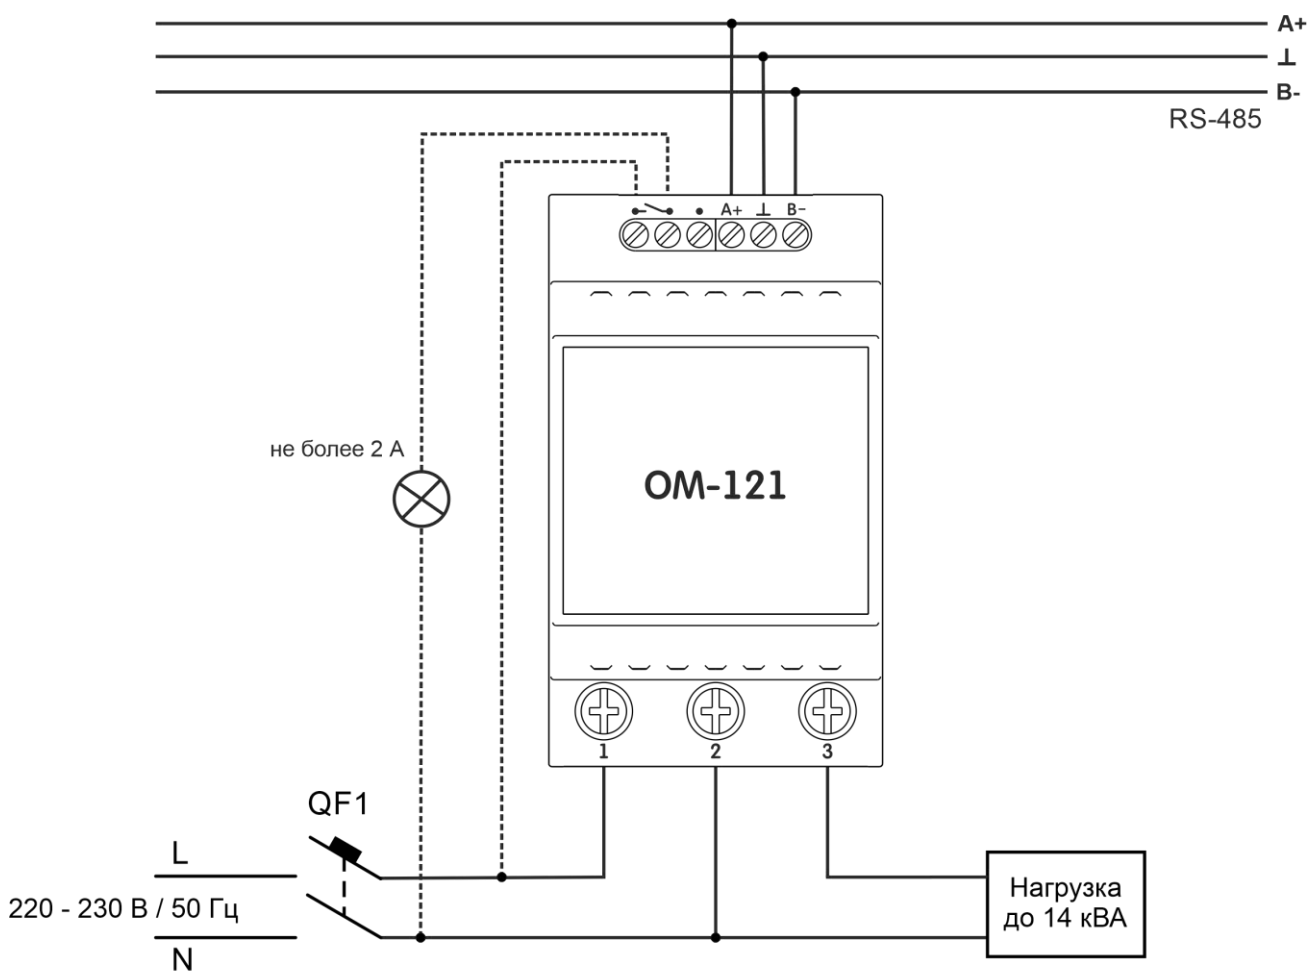 A+
⊥
B-
RS-485
A+ ⊥ B-
не более 2 А
ОМ-121
1 2 3
QF1
L
220 - 230 В / 50 Гц
N
Нагрузка
до 14 кВА